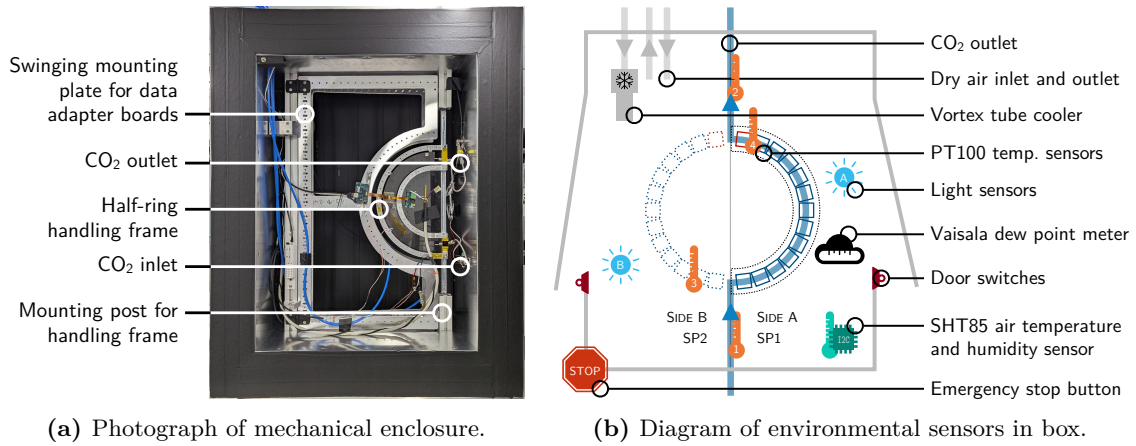 Swinging mounting
plate for data
adapter boards
CO₂ outlet
Half-ring
handling frame
CO₂ inlet
Mounting post for
handling frame
(a) Photograph of mechanical enclosure.
2
4
A
B
3
SIDE B
SP2
SIDE A
SP1
1
I2C
STOP
CO₂ outlet
Dry air inlet and outlet
Vortex tube cooler
PT100 temp. sensors
Light sensors
Vaisala dew point meter
Door switches
SHT85 air temperature
and humidity sensor
Emergency stop button
(b) Diagram of environmental sensors in box.